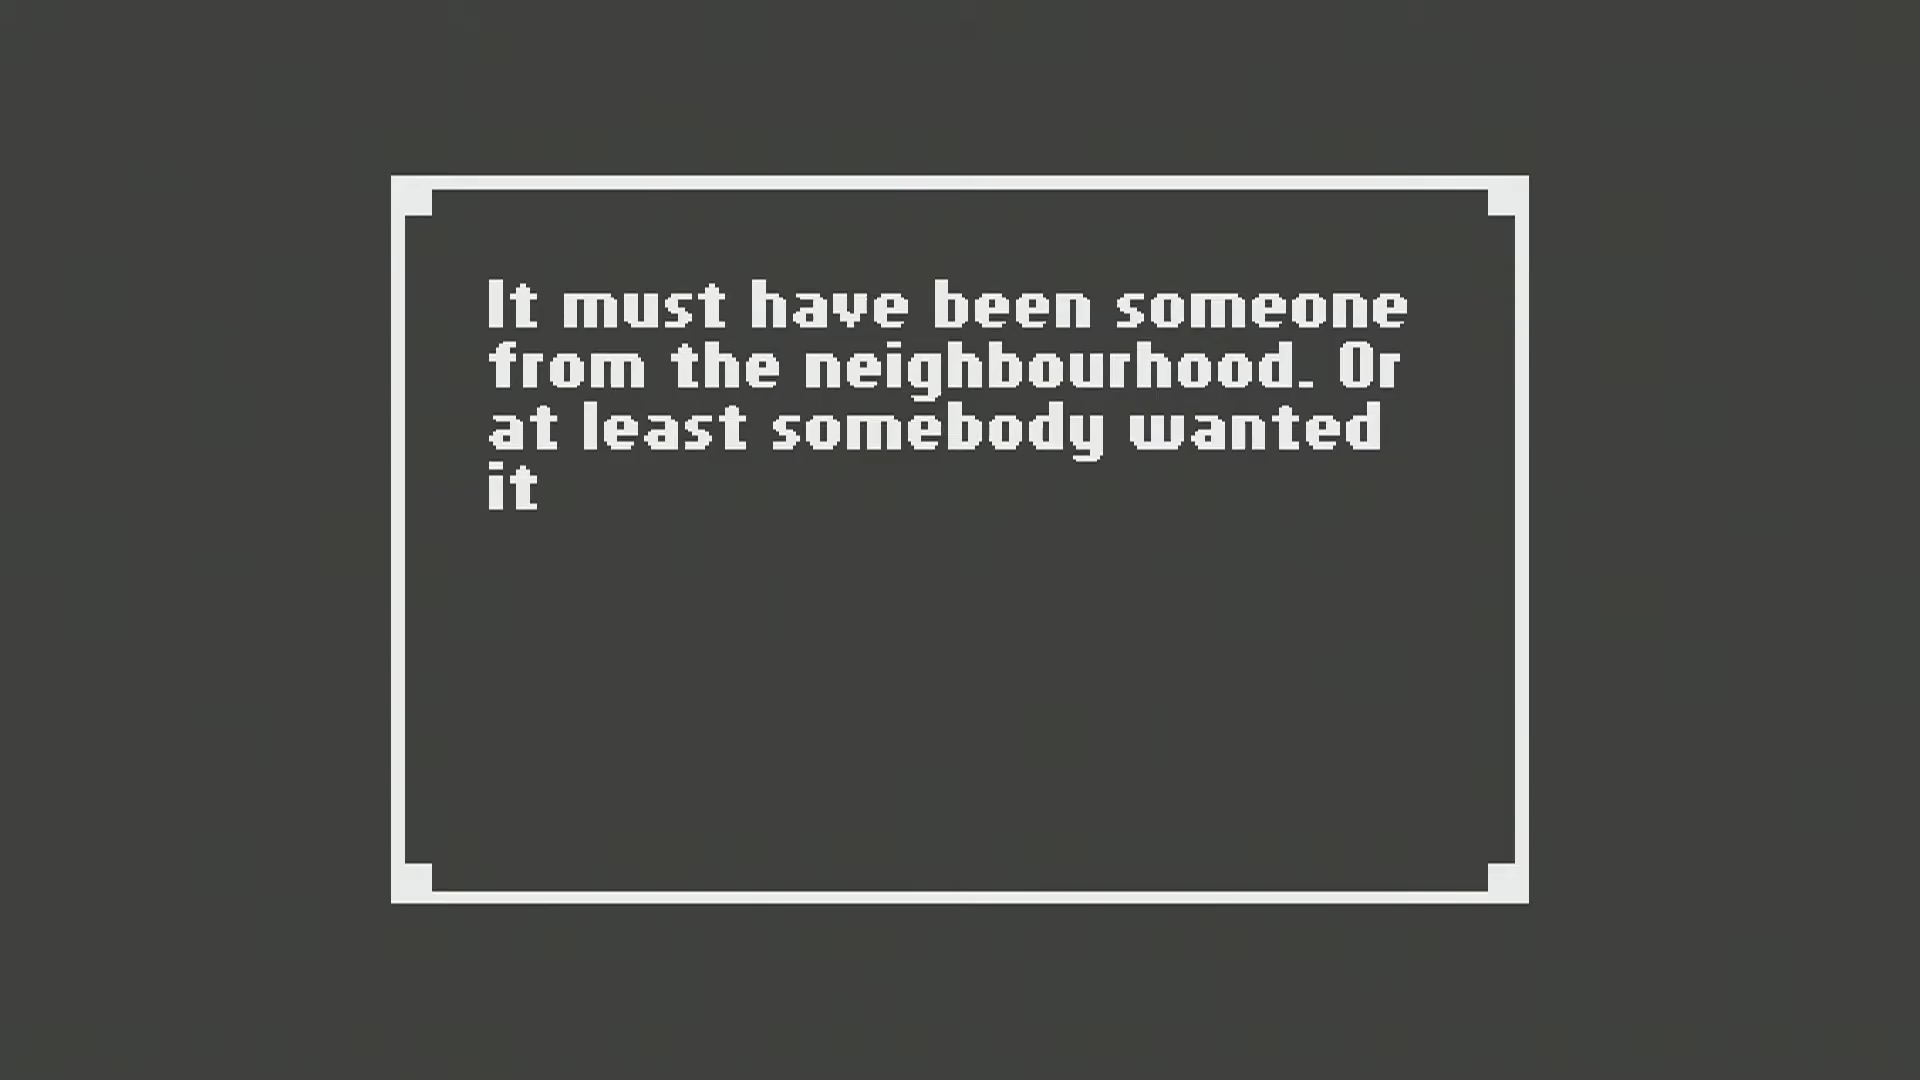 It must have been someone
from the neighbourhood. Or
at least somebody wanted
it